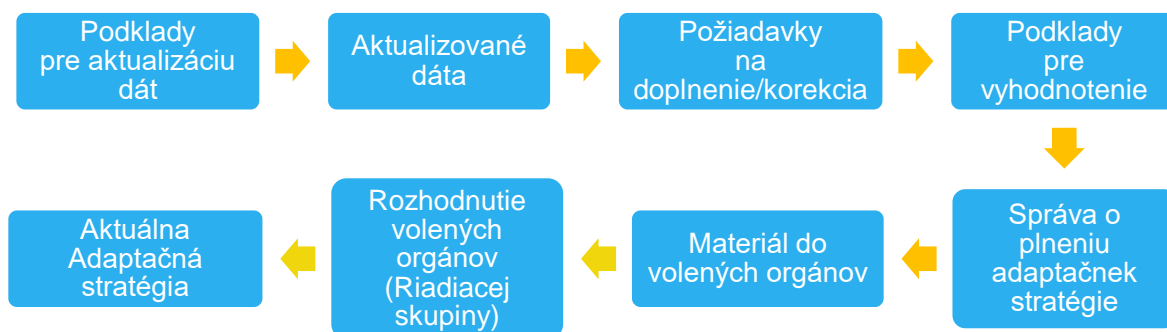 Podklady
pre aktualizáciu
dát
Aktualizované
dáta
Požiadavky
na
doplnenie/korekcia
Podklady
pre
vyhodnotenie
Správa o
plneniu
adaptačnek
stratégie
Materiál do
volených orgánov
Rozhodnutie
volených
orgánov
(Riadiacej
skupiny)
Aktuálna
Adaptačná
stratégia